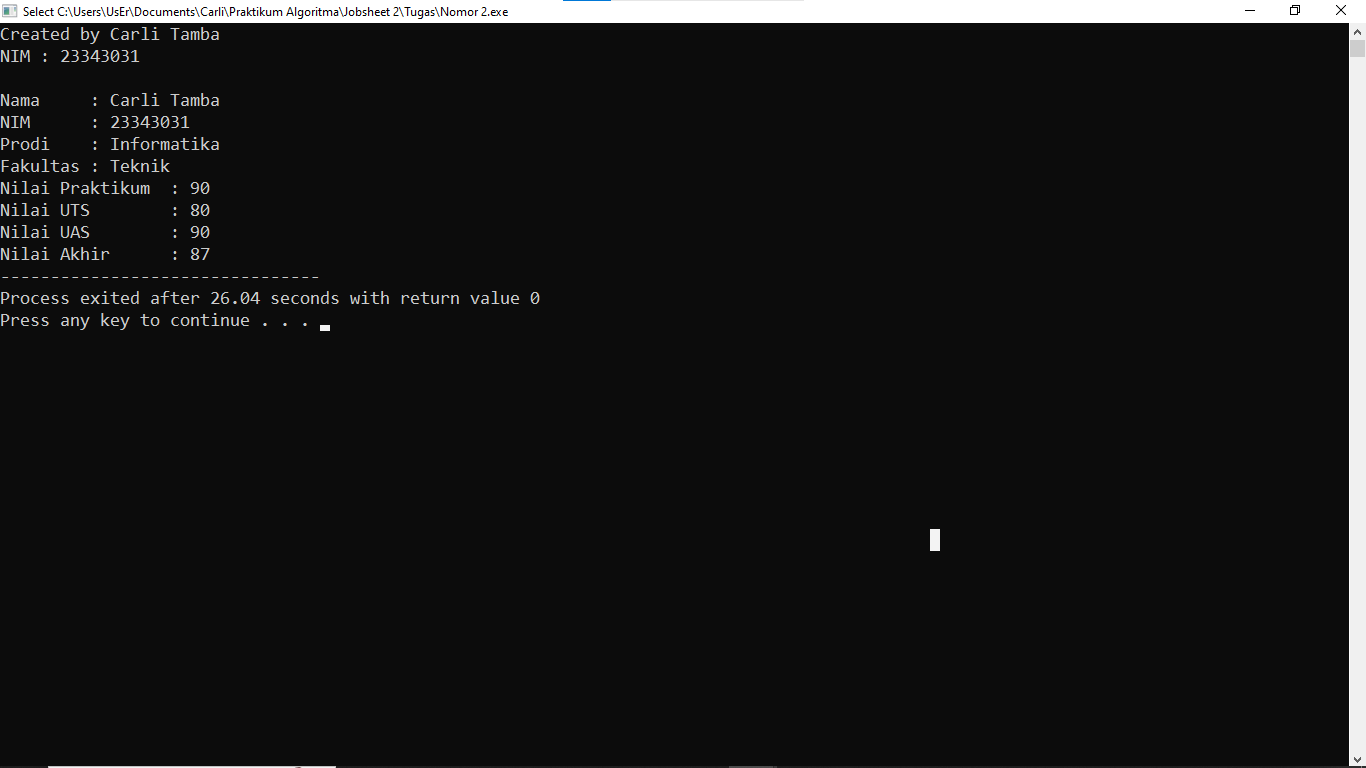 Select C:\Users\UsEr\Documents\Carli\Praktikum Algoritma\Jobsheet 2\Tugas\Nomor 2.exe
Created by Carli Tamba
NIM : 23343031
Nama     : Carli Tamba
NIM      : 23343031
Prodi    : Informatika
Fakultas : Teknik
Nilai Praktikum  : 90
Nilai UTS        : 80
Nilai UAS        : 90
Nilai Akhir      : 87
--------------------------------
Process exited after 26.04 seconds with return value 0
Press any key to continue . . .